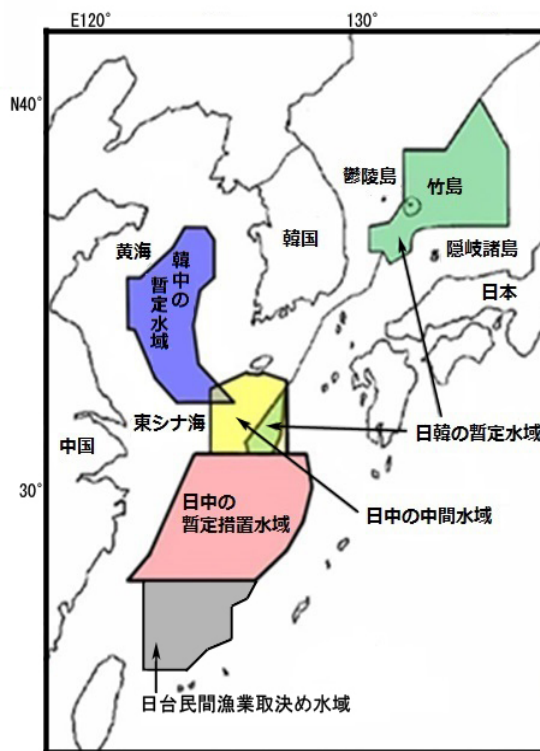 E120°
130°
N40°
鬱陵島
竹島
黄海
韓中の
暫定水域
韓国
隠岐諸島
日本
東シナ海
中国
日韓の暫定水域
30°
日中の
暫定措置水域
日中の中間水域
日台民間漁業取決め水域